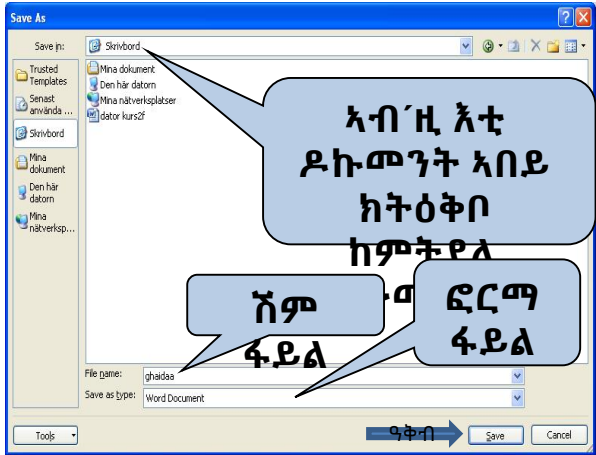 Save As
Save in:
Skrivbord
Trusted
Templates
Senast
använda ...
Skrivbord
Mina
dokument
Den här
datorn
Mina
nätverksp...
Mina dokument
Den här datorn
Mina nätverksplatser
dator kurs2f
ኣብ´ዚ እቲ
ዶኩመንት ኣበይ
ክትዕቅቦ
ከምትደለ
ሽም
ፋይል
ፎርማ
ፋይል
File name:
ghaidaa
Save as type:
Word Document
Tools
ዓቅብ
Save
Cancel